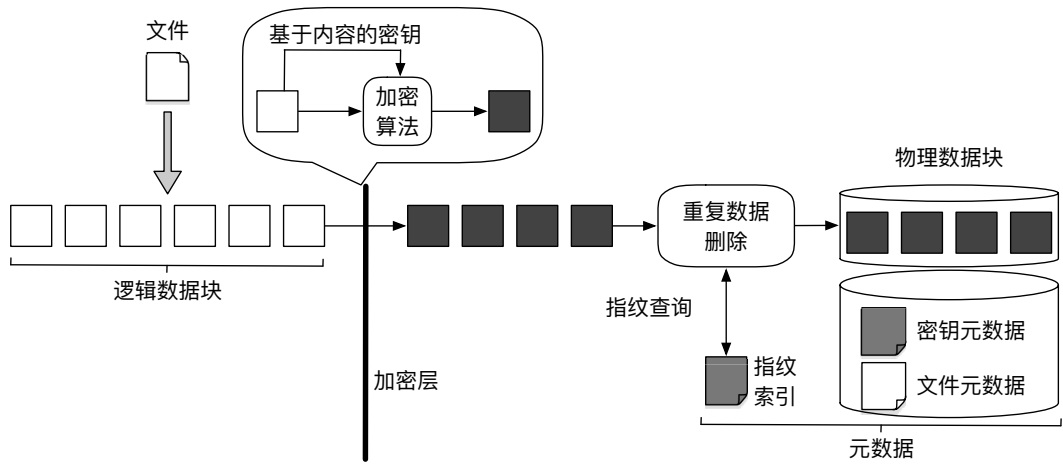 文件
基于内容的密钥
加密
算法
逻辑数据块
加密层
重复数据
删除
指纹查询
指纹
索引
物理数据块
密钥元数据
文件元数据
元数据